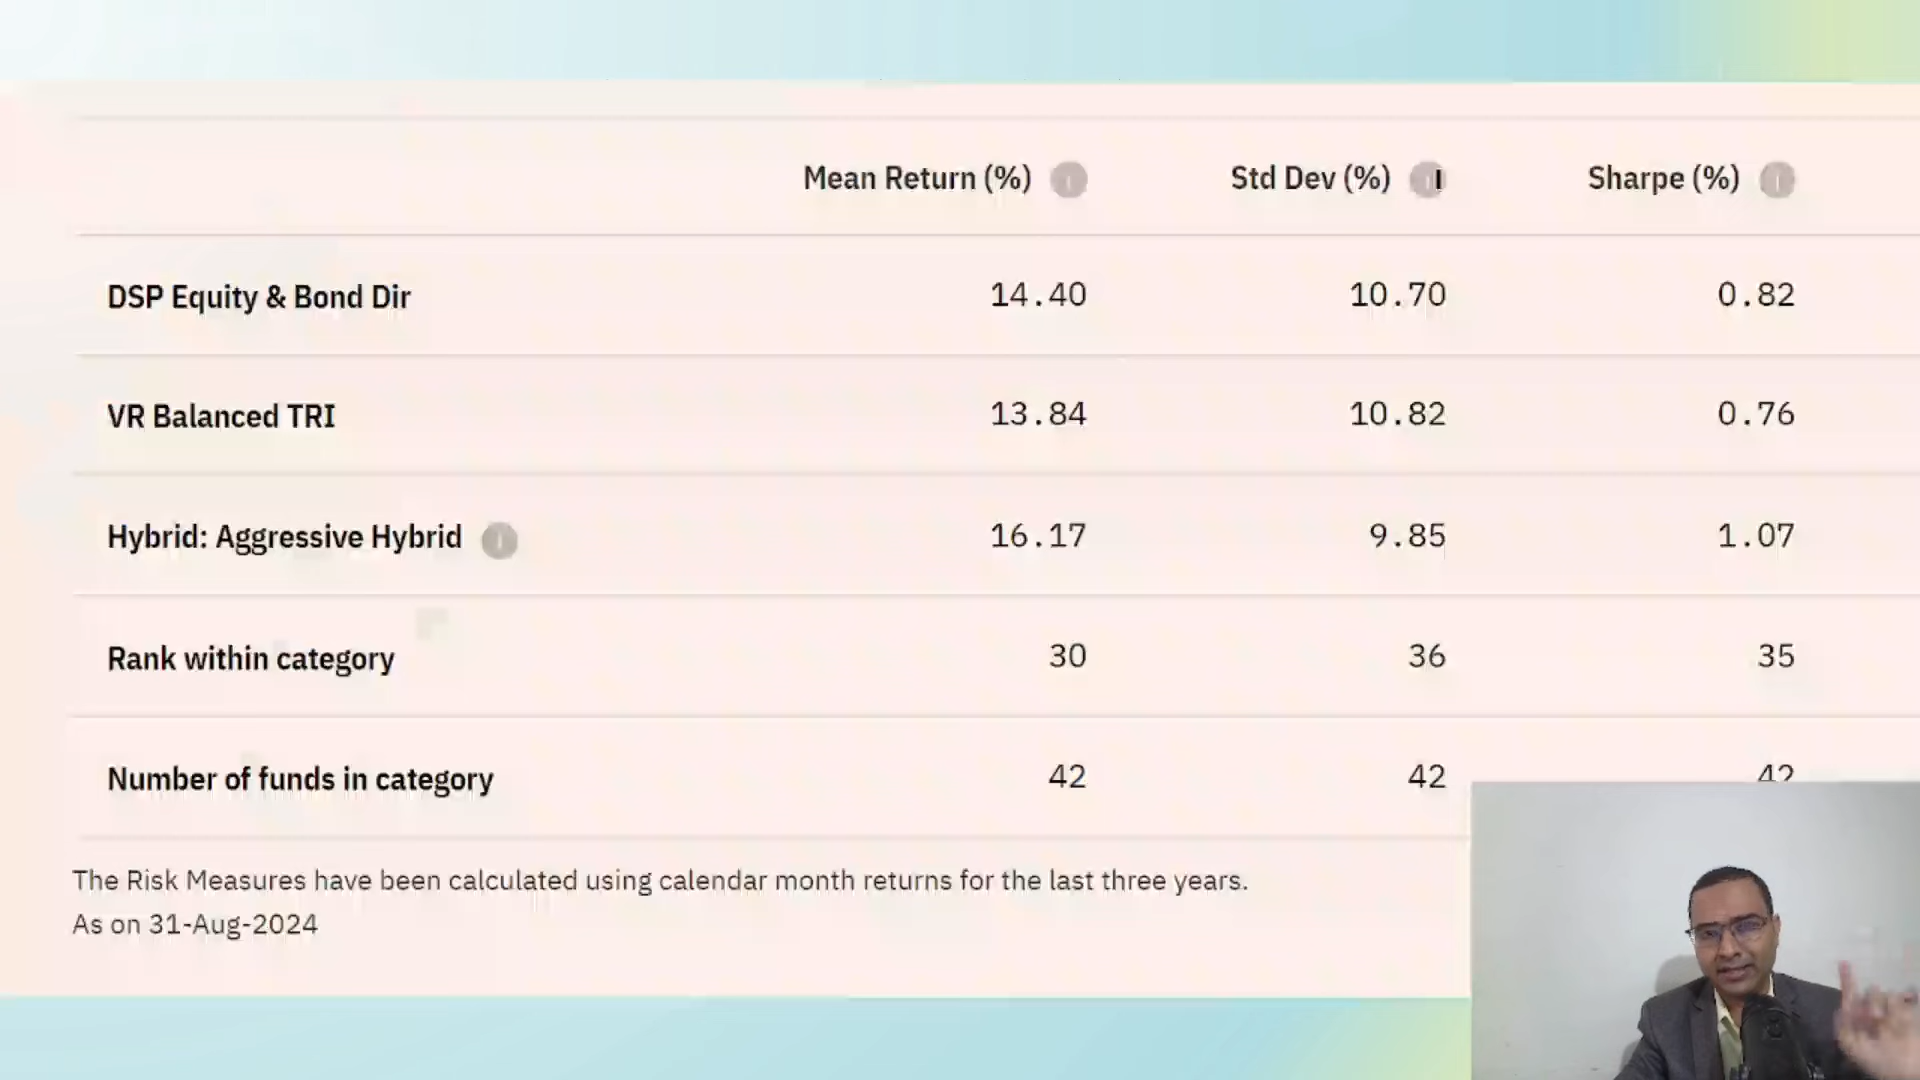 Mean Return (%) Std Dev (%) Sharpe (%)
DSP Equity & Bond Dir 14.40 10.70 0.82
VR Balanced TRI 13.84 10.82 0.76
Hybrid: Aggressive Hybrid 16.17 9.85 1.07
Rank within category 30 36 35
Number of funds in category 42 42 42
The Risk Measures have been calculated using calendar month returns for the last three years.
As on 31-Aug-2024